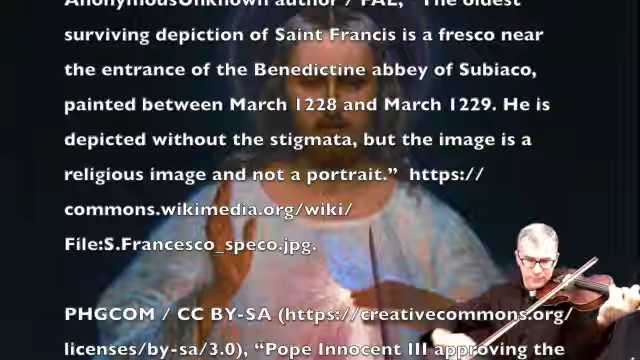 AnonymousUnknown author / FAL, "The oldest
surviving depiction of Saint Francis is a fresco near
the entrance of the Benedictine abbey of Subiaco,
painted between March 1228 and March 1229. He is
depicted without the stigmata, but the image is a
religious image and not a portrait.”  https://
commons.wikimedia.org/wiki/
File:S.Francesco_speco.jpg.
PHGCOM / CC BY-SA (https://creativecommons.org/
licenses/by-sa/3.0), “Pope Innocent III approving the